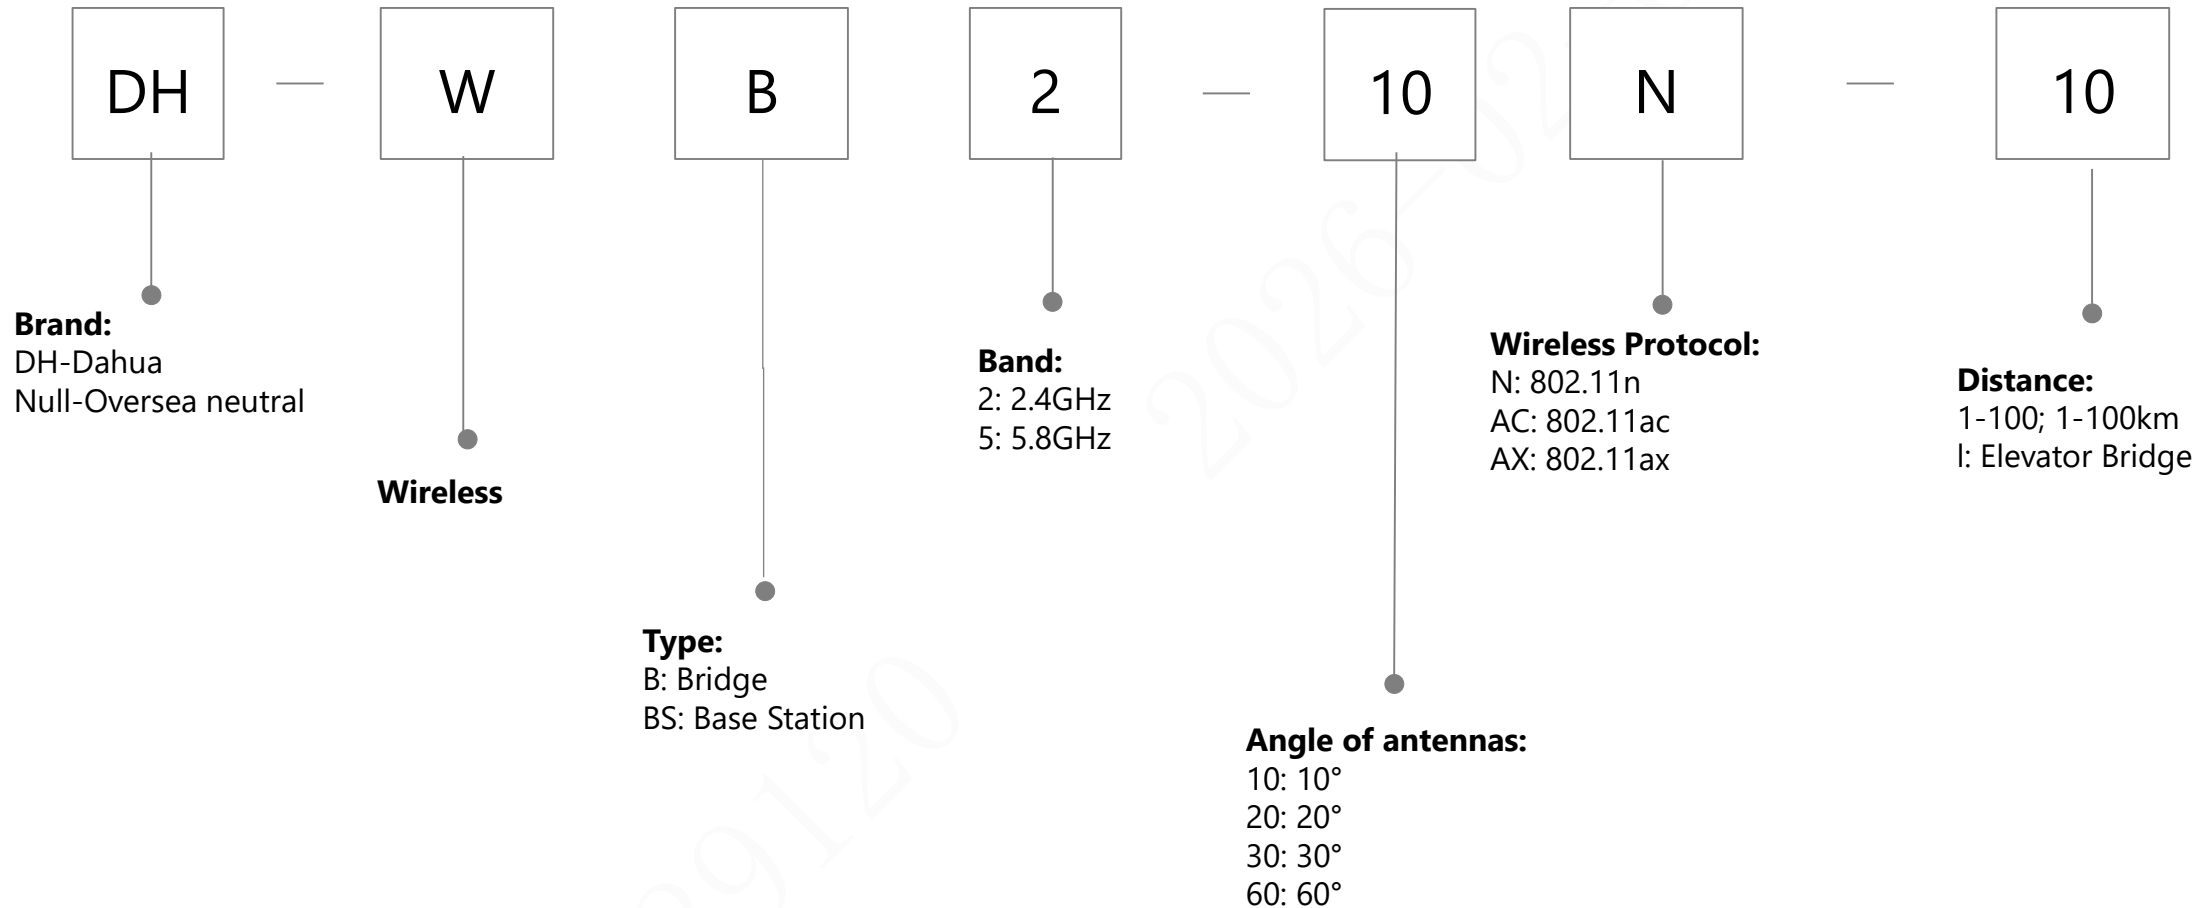 DH — W B 2 — 10 N — 10
Brand:
DH-Dahua
Null-Oversea neutral
Wireless
Type:
B: Bridge
BS: Base Station
Band:
2: 2.4GHz
5: 5.8GHz
Angle of antennas:
10: 10°
20: 20°
30: 30°
60: 60°
Wireless Protocol:
N: 802.11n
AC: 802.11ac
AX: 802.11ax
Distance:
1-100; 1-100km
l: Elevator Bridge